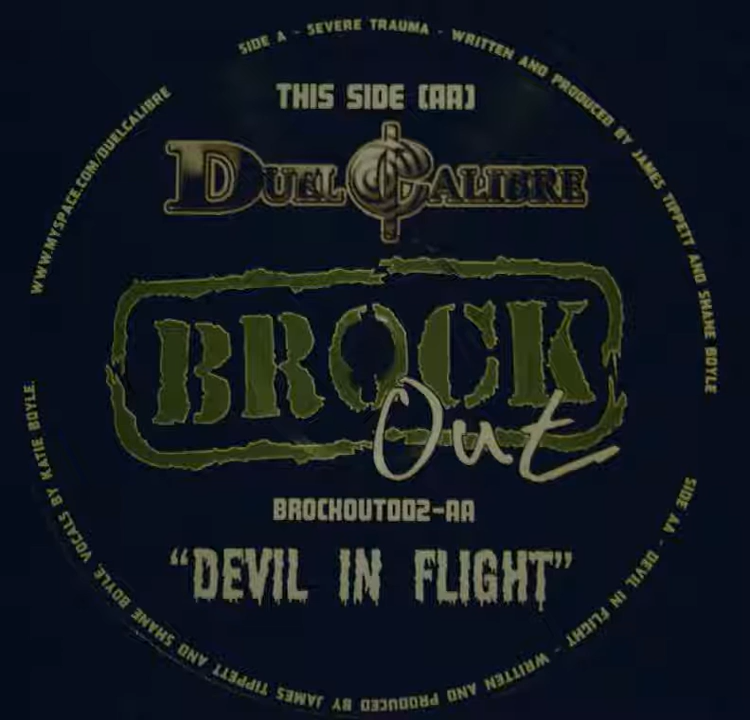 SIDE A - SEVERE TRAUMA - WRITTEN AND PRODUCED BY JAMES TIPPETT AND SHANE BOYLE
THIS SIDE (AA)
WWW.MYSPACE.COM/DUELCALIBRE
DUEL CALIBRE
BROCK
Out
BROCKOUT002-AA
"DEVIL IN FLIGHT"
SIDE AA - DEVIL IN FLIGHT - WRITTEN AND PRODUCED BY JAMES TIPPETT AND SHANE BOYLE. VOCALS BY KATIE BOYLE.